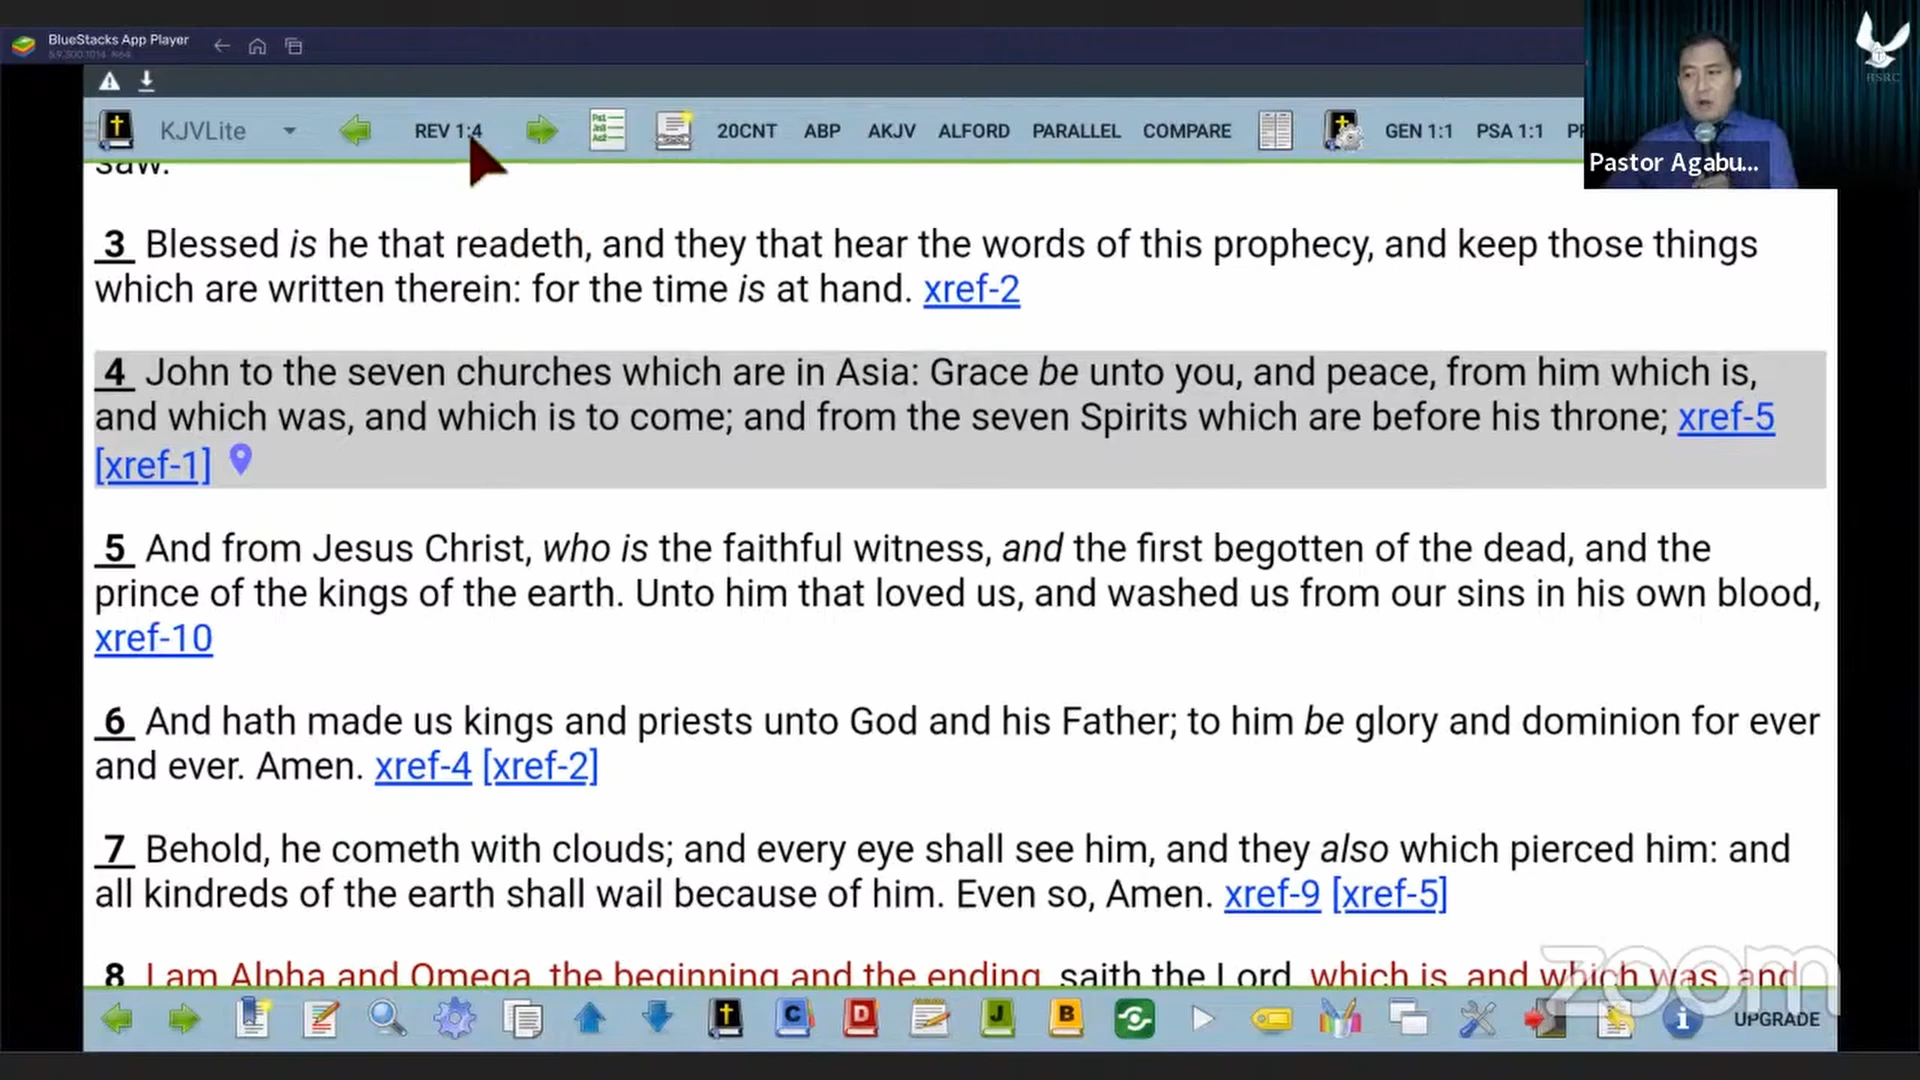 BlueStacks App Player
5.9.300.1014 N64
KJVLite
REV 1:4
20CNT ABP AKJV ALFORD PARALLEL COMPARE
GEN 1:1 PSA 1:1
HSRC
Pastor Agabu...
saw.
3 Blessed is he that readeth, and they that hear the words of this prophecy, and keep those things
which are written therein: for the time is at hand. xref-2
4 John to the seven churches which are in Asia: Grace be unto you, and peace, from him which is,
and which was, and which is to come; and from the seven Spirits which are before his throne; xref-5
[xref-1]
5 And from Jesus Christ, who is the faithful witness, and the first begotten of the dead, and the
prince of the kings of the earth. Unto him that loved us, and washed us from our sins in his own blood,
xref-10
6 And hath made us kings and priests unto God and his Father; to him be glory and dominion for ever
and ever. Amen. xref-4 [xref-2]
7 Behold, he cometh with clouds; and every eye shall see him, and they also which pierced him: and
all kindreds of the earth shall wail because of him. Even so, Amen. xref-9 [xref-5]
8 I am Alpha and Omega, the beginning and the ending, saith the Lord, which is, and which was, and
zoom
C D J B
UPGRADE